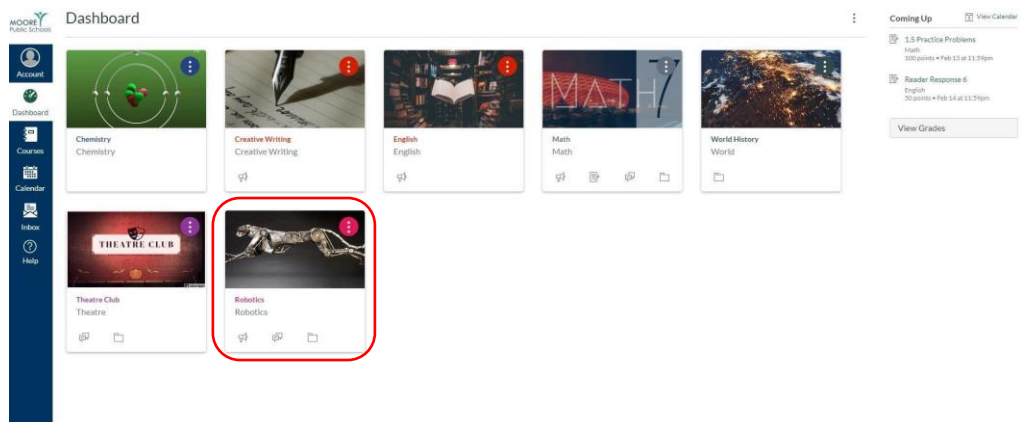 MOORE
Public Schools
Account
Dashboard
Courses
Calendar
Inbox
Help
Dashboard
Chemistry
Chemistry
Creative Writing
Creative Writing
English
English
MATH 7
Math
Math
World History
World
THEATRE CLUB
Theatre Club
Theatre
Robotics
Robotics
Coming Up
View Calendar
1.5 Practice Problems
Math
100 points • Feb 13 at 11:59pm
Reader Response 6
English
50 points • Feb 14 at 11:59pm
View Grades